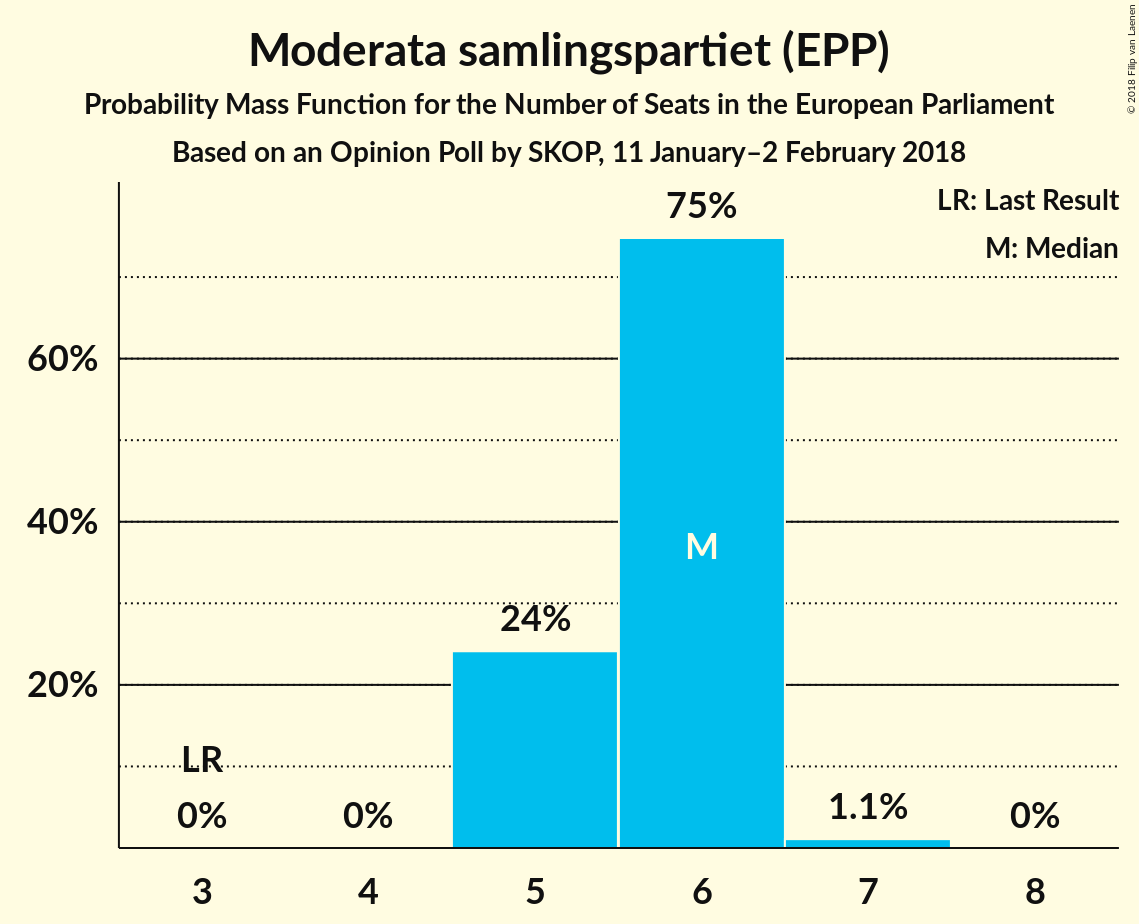 Moderata samlingspartiet (EPP)
Probability Mass Function for the Number of Seats in the European Parliament
Based on an Opinion Poll by SKOP, 11 January–2 February 2018
© 2018 Filip van Laenen
LR: Last Result
M: Median
75%
60%
40%
M
24%
20%
LR
0%
0%
1.1%
0%
3
4
5
6
7
8